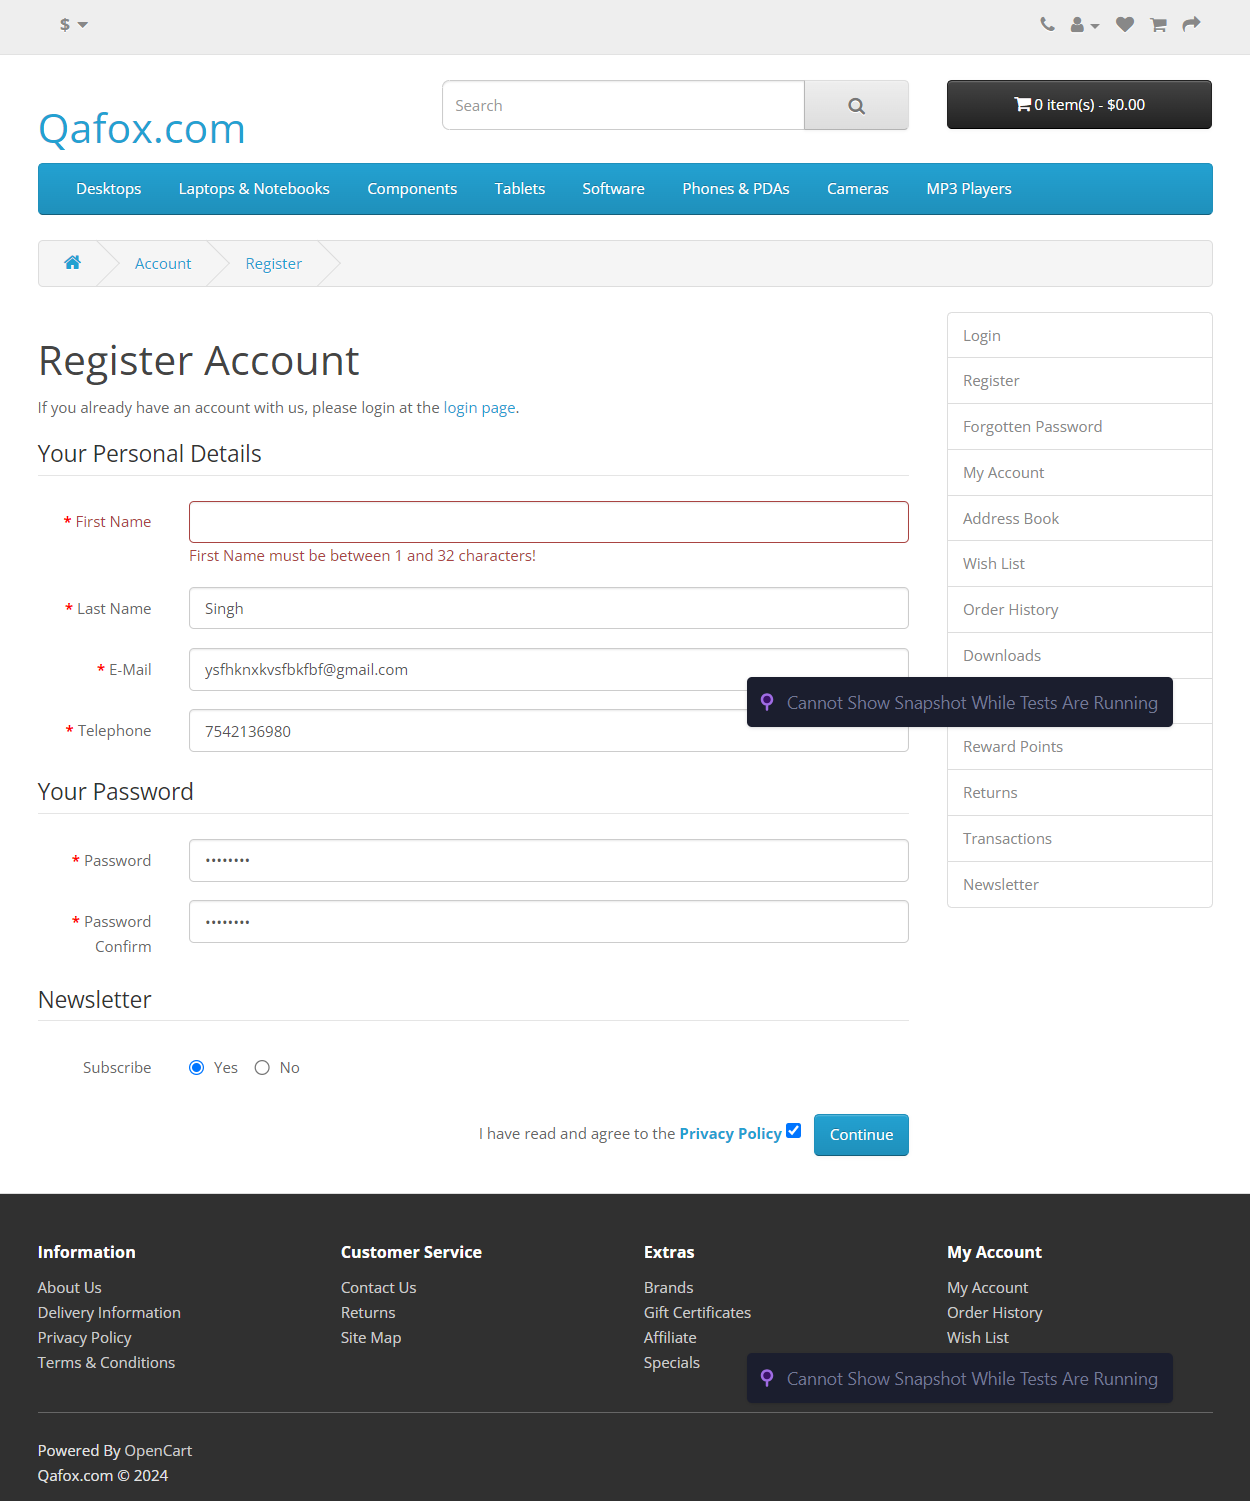 $
Qafox.com
Search
0 item(s) - $0.00
Desktops Laptops & Notebooks Components Tablets Software Phones & PDAs Cameras MP3 Players
Account Register
Register Account
If you already have an account with us, please login at the login page.
Your Personal Details
* First Name
First Name must be between 1 and 32 characters!
* Last Name Singh
* E-Mail ysfhknxkvsfbkfbf@gmail.com
* Telephone 7542136980
Your Password
* Password ••••••••
* Password Confirm ••••••••
Newsletter
Subscribe Yes No
I have read and agree to the Privacy Policy Continue
Login
Register
Forgotten Password
My Account
Address Book
Wish List
Order History
Downloads
Cannot Show Snapshot While Tests Are Running
Reward Points
Returns
Transactions
Newsletter
Information
About Us
Delivery Information
Privacy Policy
Terms & Conditions
Customer Service
Contact Us
Returns
Site Map
Extras
Brands
Gift Certificates
Affiliate
Specials
My Account
My Account
Order History
Wish List
Cannot Show Snapshot While Tests Are Running
Powered By OpenCart
Qafox.com © 2024